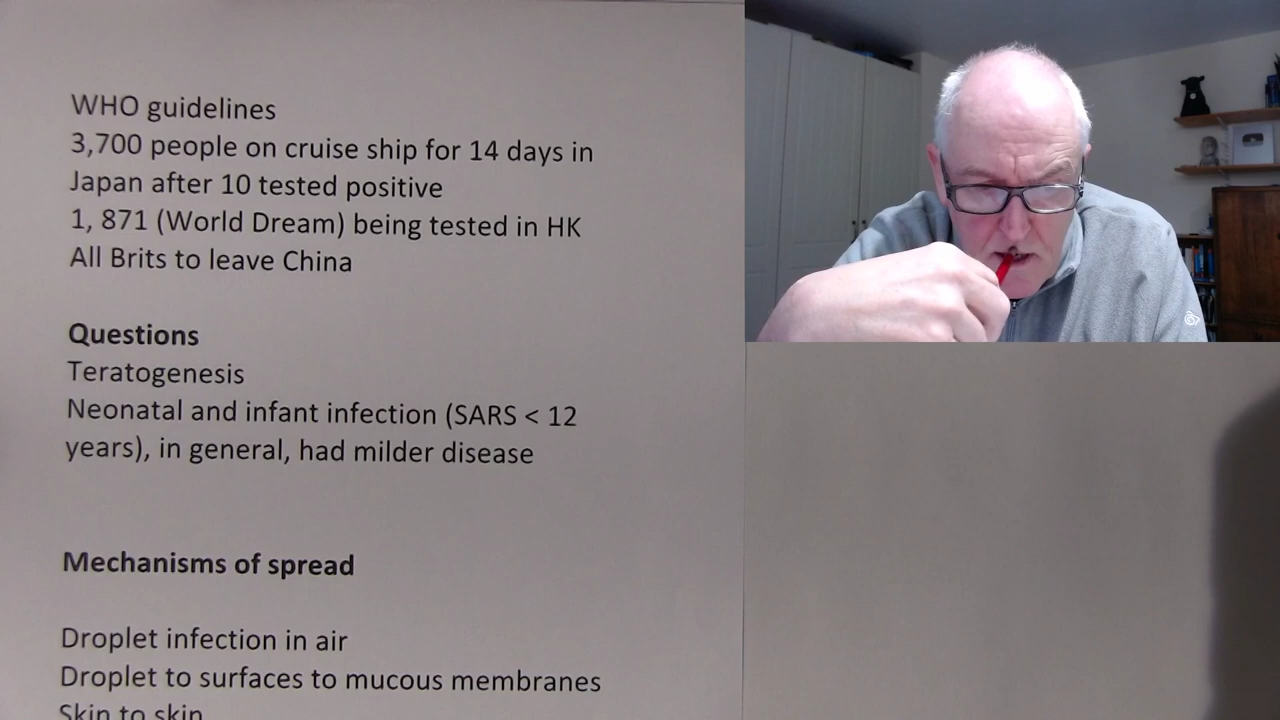 WHO guidelines
3,700 people on cruise ship for 14 days in
Japan after 10 tested positive
1, 871 (World Dream) being tested in HK
All Brits to leave China
Questions
Teratogenesis
Neonatal and infant infection (SARS < 12
years), in general, had milder disease
Mechanisms of spread
Droplet infection in air
Droplet to surfaces to mucous membranes
Skin to skin